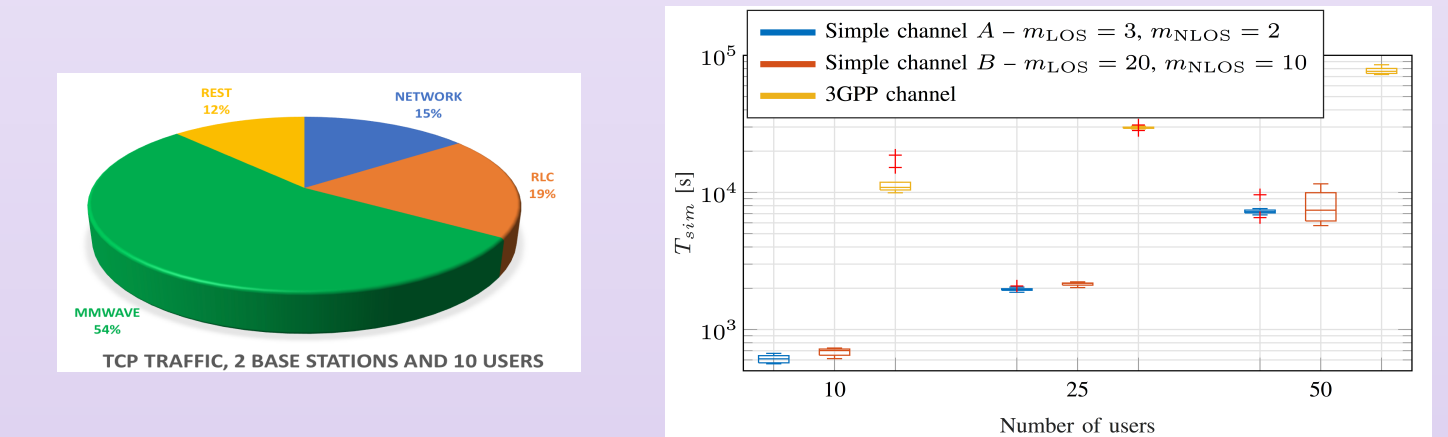 REST
12%
NETWORK
15%
RLC
19%
MMWAVE
54%
TCP TRAFFIC, 2 BASE STATIONS AND 10 USERS
Simple channel A – m_LOS = 3, m_NLOS = 2
Simple channel B – m_LOS = 20, m_NLOS = 10
3GPP channel
10^5
10^4
10^3
T_sim [s]
10 25 50
Number of users